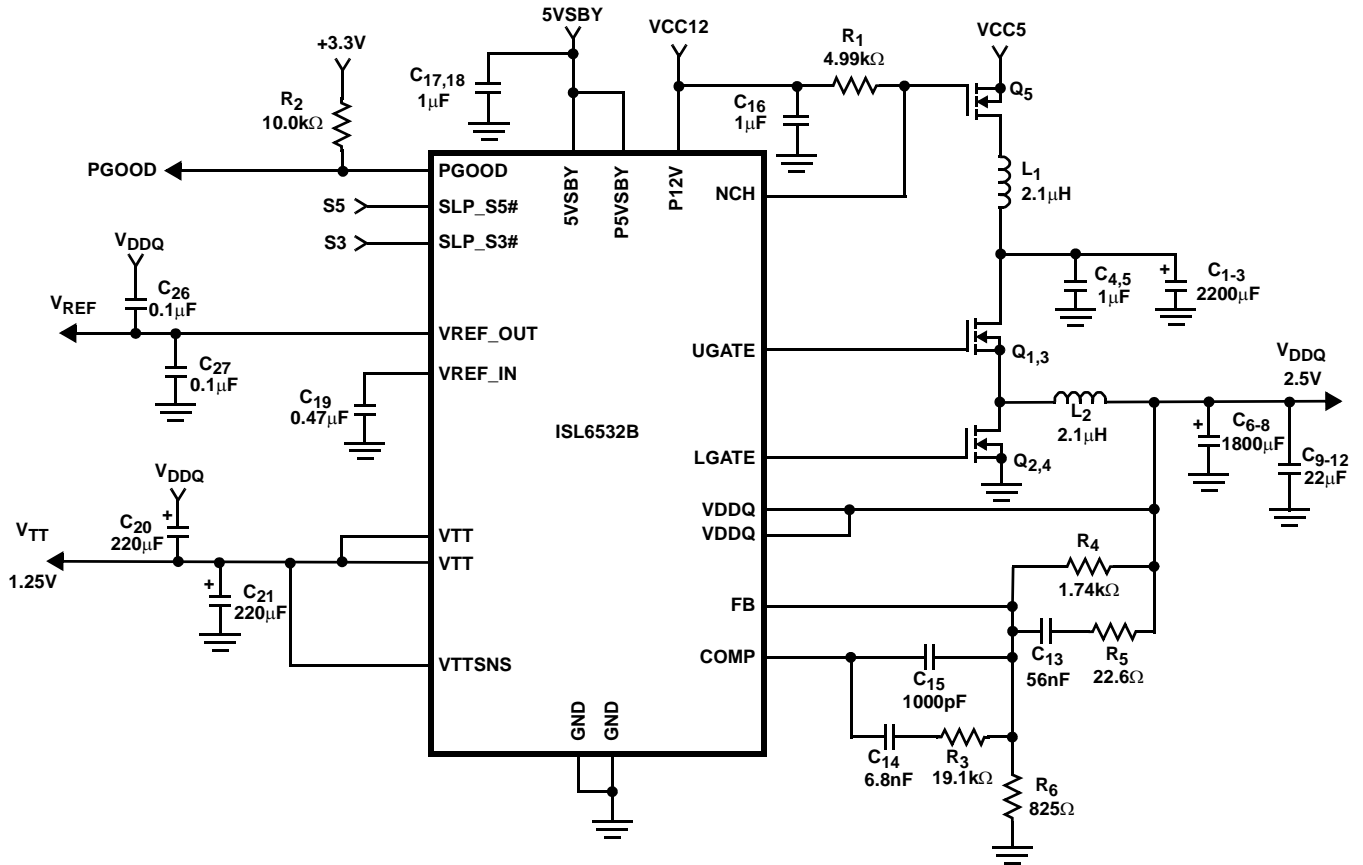 5VSBY
VCC12
VCC5
+3.3V
R1
4.99kΩ
C17,18
1µF
R2
10.0kΩ
C16
1µF
Q5
PGOOD
PGOOD
5VSBY
P5VSBY
P12V
NCH
L1
2.1µH
S5
SLP_S5#
S3
SLP_S3#
VDDQ
C26
0.1µF
VREF
VREF_OUT
C27
0.1µF
VREF_IN
C19
0.47µF
C4,5
1µF
+
C1-3
2200µF
UGATE
Q1,3
VDDQ
2.5V
ISL6532B
L2
2.1µH
LGATE
Q2,4
+
C6-8
1800µF
C9-12
22µF
VDDQ
VDDQ
VDDQ
+
C20
220µF
VTT
1.25V
VTT
VTT
+
C21
220µF
VTTSNS
R4
1.74kΩ
FB
COMP
C13
56nF
R5
22.6Ω
C15
1000pF
C14
6.8nF
R3
19.1kΩ
R6
825Ω
GND
GND